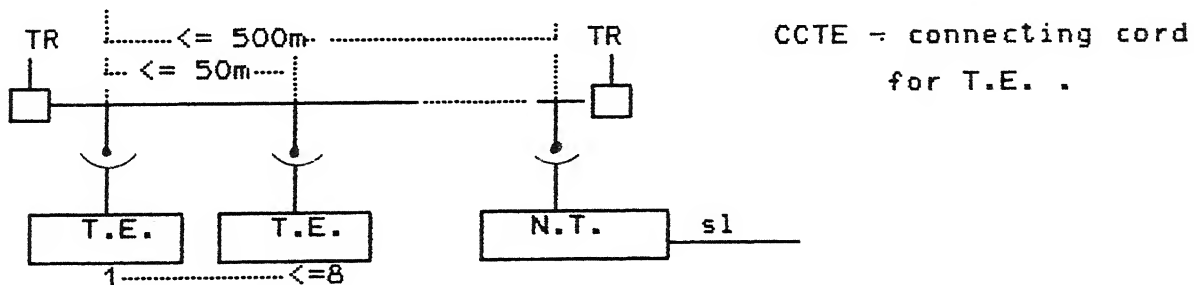 TR <= 500m TR CCTE - connecting cord
<= 50m for T.E. .
T.E. T.E. N.T. sl
1 <=8